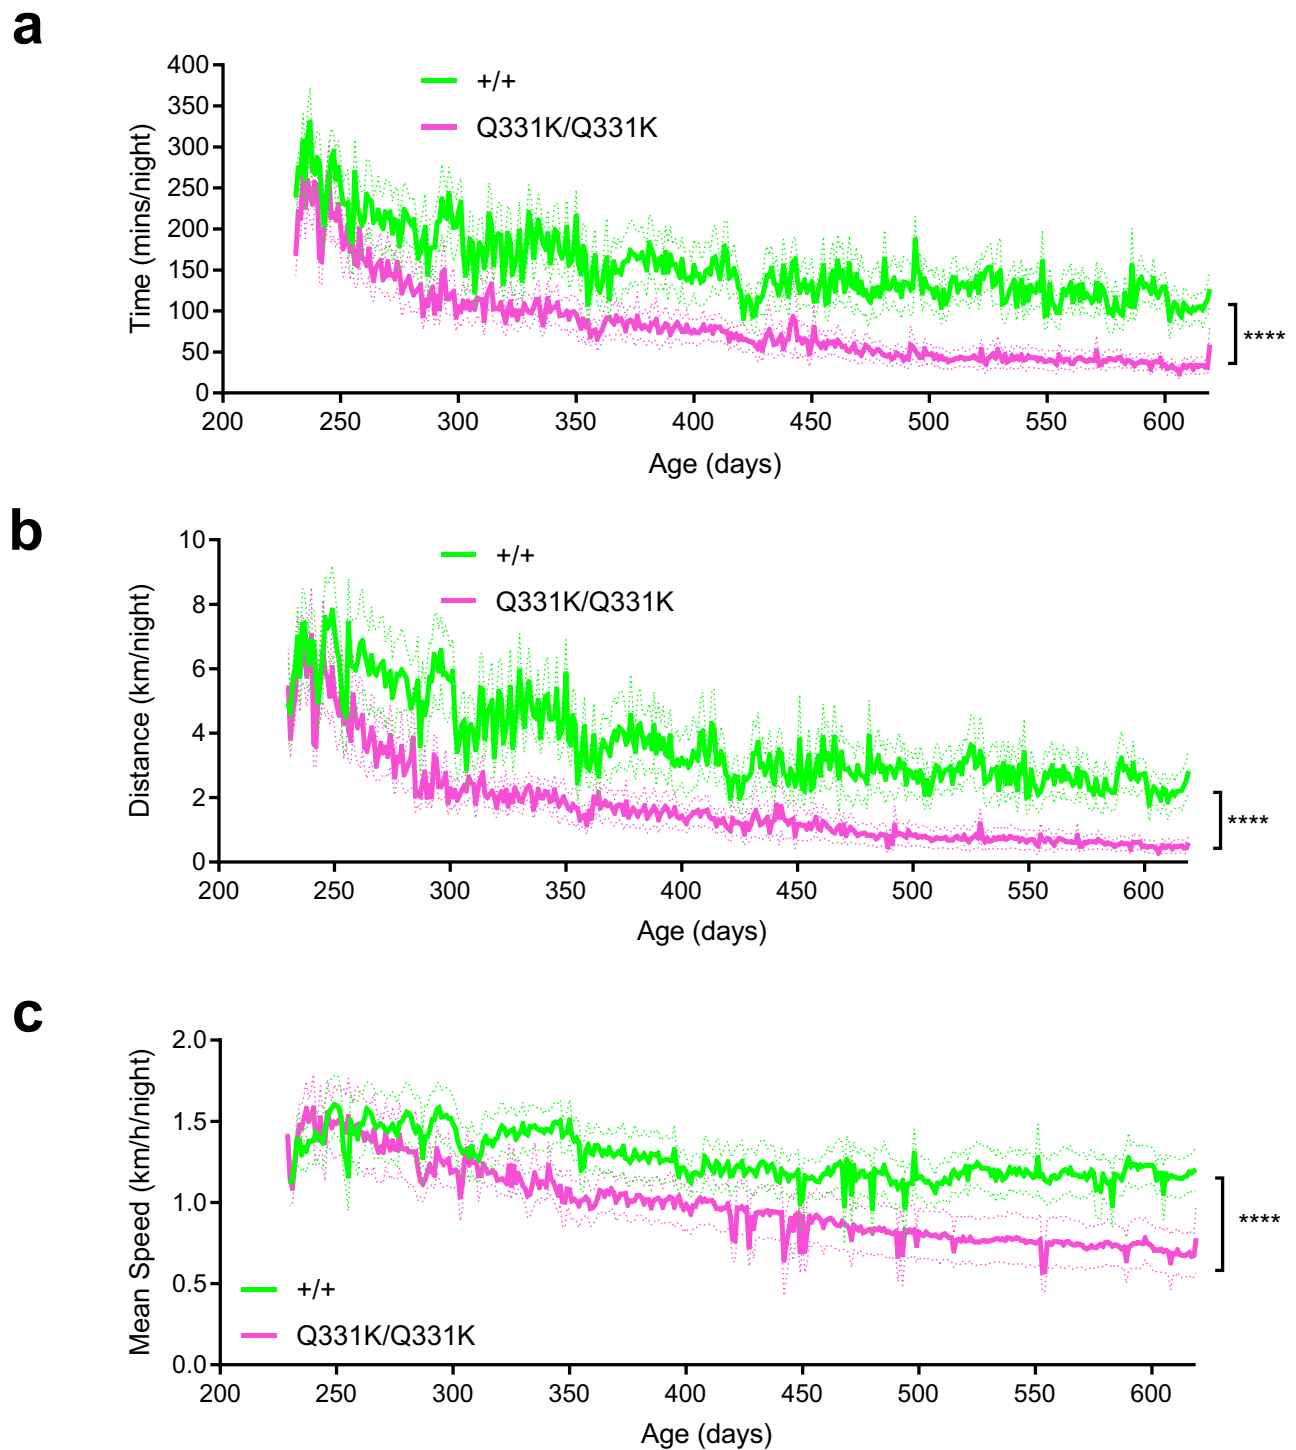 a
400
350
300
250
200
150
100
50
0
Time (mins/night)
+/+
Q331K/Q331K
****
200 250 300 350 400 450 500 550 600
Age (days)
b
10
8
6
4
2
0
Distance (km/night)
+/+
Q331K/Q331K
****
200 250 300 350 400 450 500 550 600
Age (days)
c
2.0
1.5
1.0
0.5
0.0
Mean Speed (km/h/night)
+/+
Q331K/Q331K
****
200 250 300 350 400 450 500 550 600
Age (days)